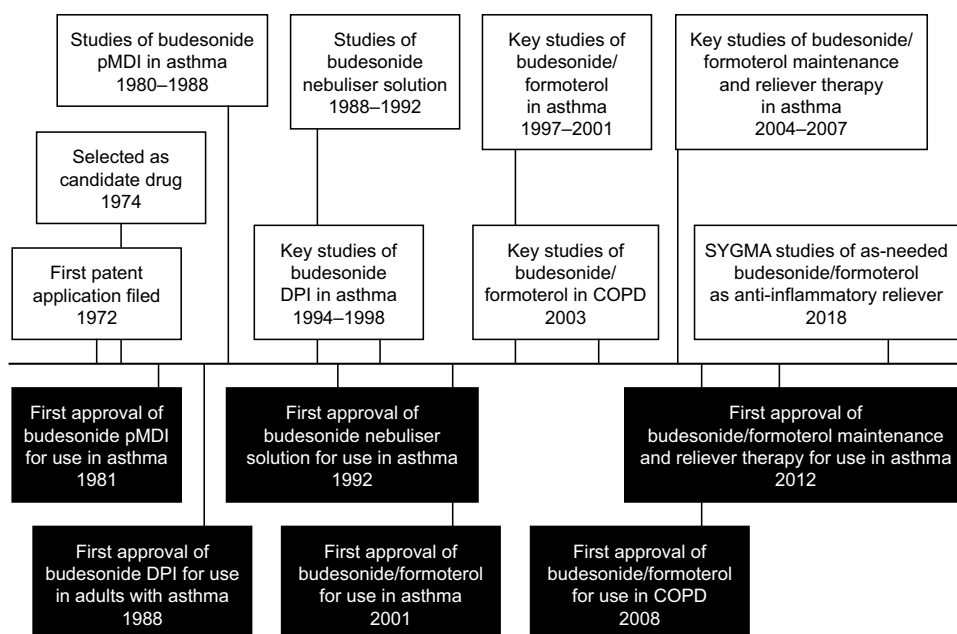 Studies of budesonide
pMDI in asthma
1980–1988
Studies of
budesonide
nebuliser solution
1988–1992
Key studies of
budesonide/
formoterol
in asthma
1997–2001
Key studies of budesonide/
formoterol maintenance
and reliever therapy
in asthma
2004–2007
Selected as
candidate drug
1974
First patent
application filed
1972
Key studies of
budesonide
DPI in asthma
1994–1998
Key studies of
budesonide/
formoterol in COPD
2003
SYGMA studies of as-needed
budesonide/formoterol
as anti-inflammatory reliever
2018
First approval of
budesonide pMDI
for use in asthma
1981
First approval of
budesonide nebuliser
solution for use in asthma
1992
First approval of
budesonide/formoterol maintenance
and reliever therapy for use in asthma
2012
First approval of
budesonide DPI for use
in adults with asthma
1988
First approval of
budesonide/formoterol
for use in asthma
2001
First approval of
budesonide/formoterol
for use in COPD
2008